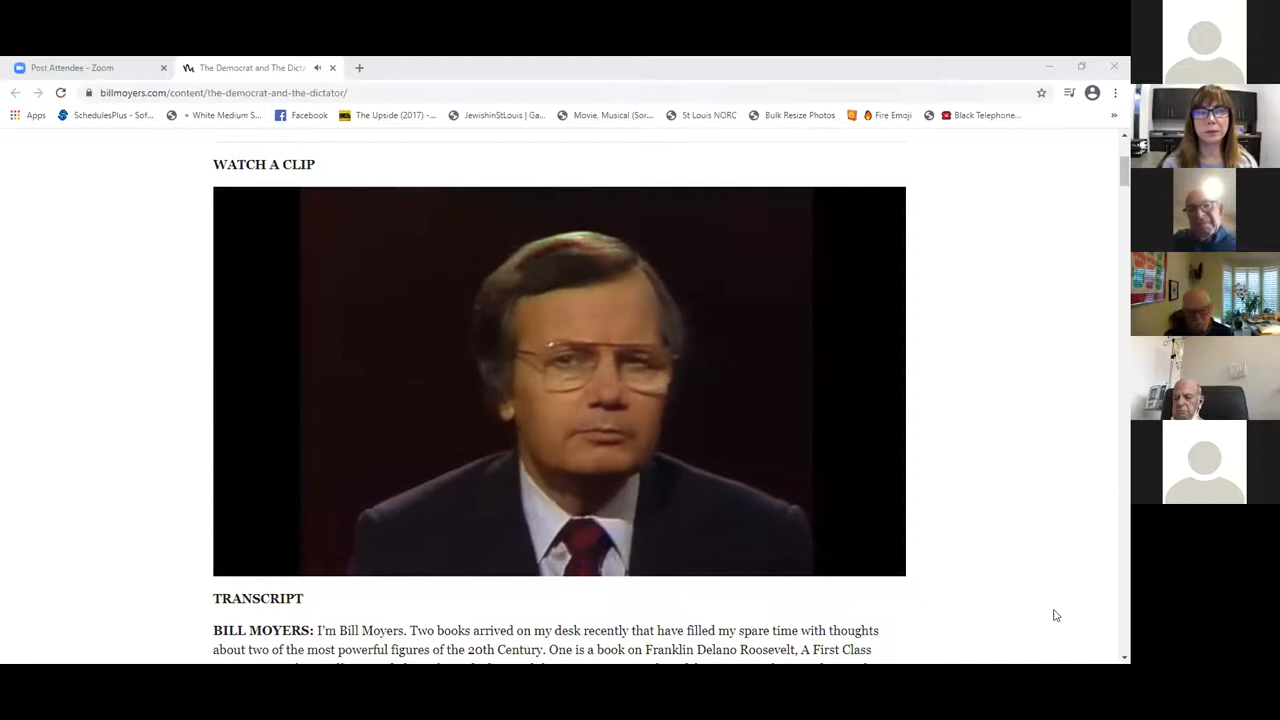 Post Attendee - Zoom
The Democrat and The Dicta
billmoyers.com/content/the-democrat-and-the-dictator/
Apps
SchedulesPlus - Sof...
+ White Medium S...
Facebook
The Upside (2017) -...
JewishinStLouis | Ga...
Movie, Musical (Sor...
St Louis NORC
Bulk Resize Photos
Fire Emoji
Black Telephone...
»
WATCH A CLIP
TRANSCRIPT
BILL MOYERS: I'm Bill Moyers. Two books arrived on my desk recently that have filled my spare time with thoughts
about two of the most powerful figures of the 20th Century. One is a book on Franklin Delano Roosevelt, A First Class